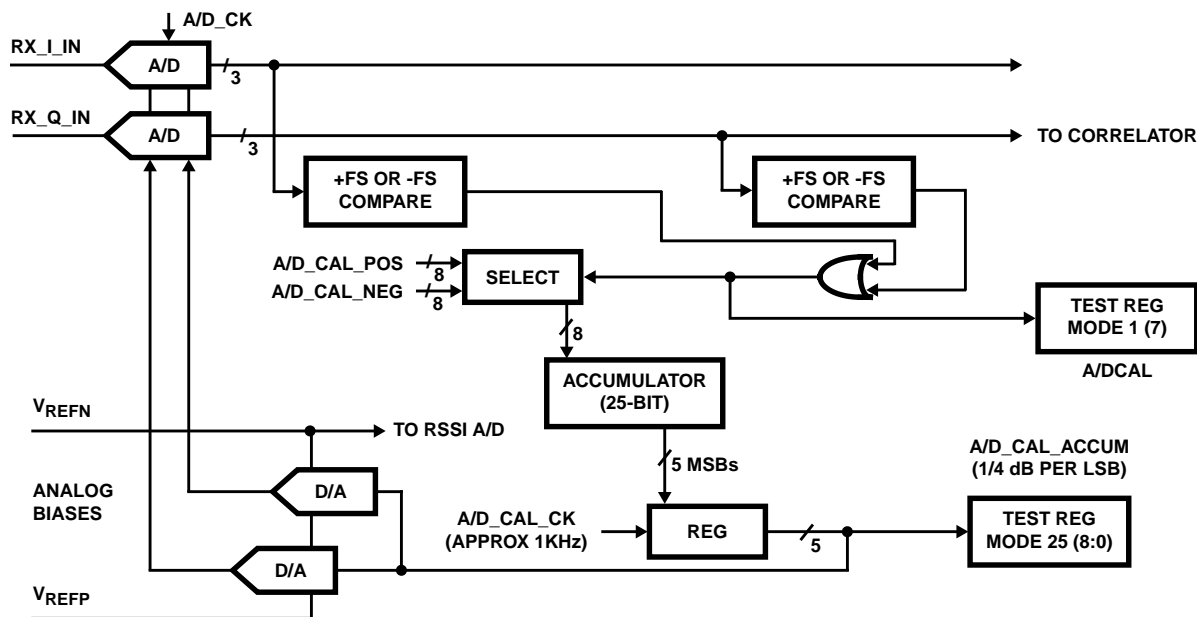 A/D_CK
RX_I_IN
A/D
3
RX_Q_IN
A/D
3
TO CORRELATOR
+FS OR -FS
COMPARE
+FS OR -FS
COMPARE
A/D_CAL_POS
8
A/D_CAL_NEG
8
SELECT
8
TEST REG
MODE 1 (7)
A/DCAL
ACCUMULATOR
(25-BIT)
VREFN
TO RSSI A/D
5 MSBs
A/D_CAL_ACCUM
(1/4 dB PER LSB)
ANALOG
BIASES
D/A
A/D_CAL_CK
(APPROX 1KHz)
REG
5
TEST REG
MODE 25 (8:0)
D/A
VREFP